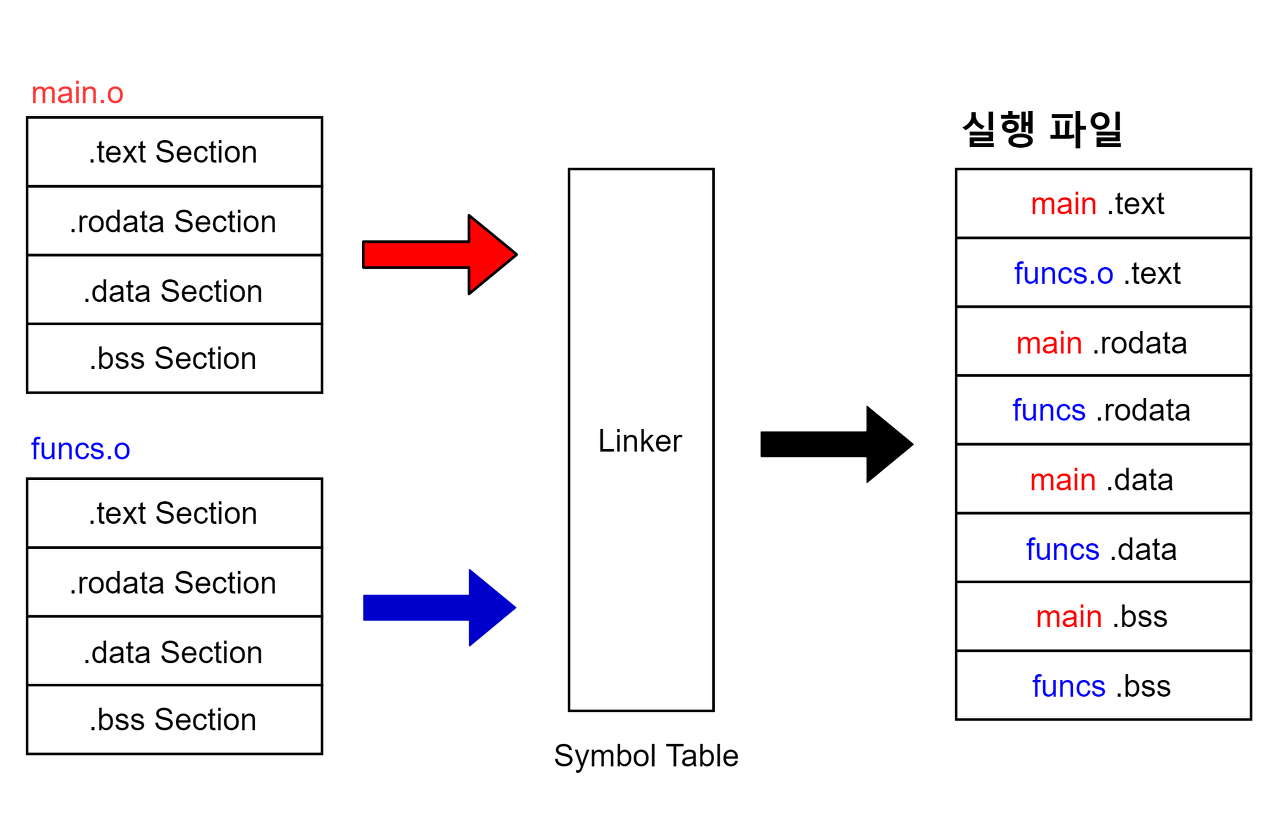 main.o
.text Section
.rodata Section
.data Section
.bss Section
funcs.o
.text Section
.rodata Section
.data Section
.bss Section
Linker
Symbol Table
실행 파일
main .text
funcs.o .text
main .rodata
funcs .rodata
main .data
funcs .data
main .bss
funcs .bss